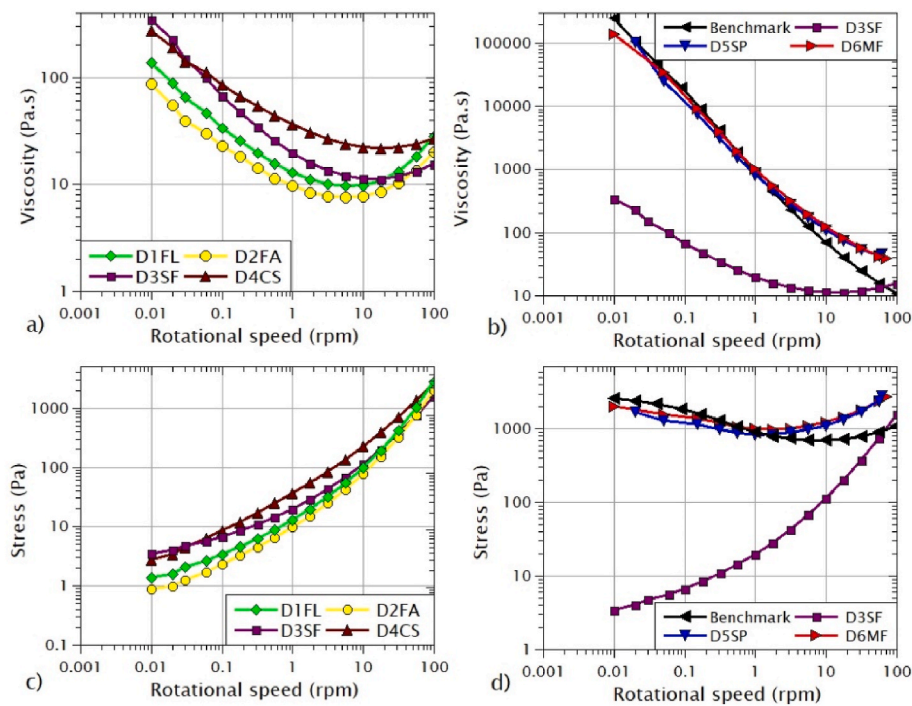 Viscosity (Pa.s)
100
10
1
D1FL
D2FA
D3SF
D4CS
0.001
0.01
0.1
1
10
100
a)
Rotational speed (rpm)
Viscosity (Pa.s)
100000
10000
1000
100
10
Benchmark
D3SF
D5SP
D6MF
0.001
0.01
0.1
1
10
100
b)
Rotational speed (rpm)
Stress (Pa)
1000
100
10
1
0.1
D1FL
D2FA
D3SF
D4CS
0.001
0.01
0.1
1
10
100
c)
Rotational speed (rpm)
Stress (Pa)
1000
100
10
1
Benchmark
D3SF
D5SP
D6MF
0.001
0.01
0.1
1
10
100
d)
Rotational speed (rpm)